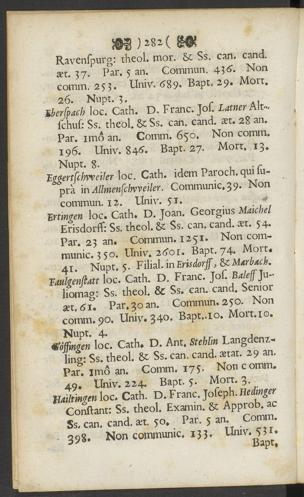 ) 282 (
Ravenspurg: theol. mor. & Ss. can. cand.
æt. 37. Par. 5 an. Commun. 436. Non
comm. 253. Univ. 689. Bapt. 29. Mort.
26. Nupt. 3.
Eberspach loc. Cath. D. Franc. Jos. Latner Alt-
schus: Ss. theol. & Ss. can. cand. æt. 28 an.
Par. 1mô an. Comm. 650. Non comm.
196. Univ. 846. Bapt. 27. Mort. 13.
Nupt. 8.
Eggertschvveiler loc. Cath. idem Paroch. qui su-
prà in Allmenschvveiler. Communic. 39. Non
commun. 12. Univ. 51.
Ertingen loc. Cath. D. Joan. Georgius Maichel
Erisdorff: Ss. theol. & Ss. can. cand. æt. 54.
Par. 23 an. Commun. 1251. Non com-
munic. 350. Univ. 2601. Bapt. 74. Mort.
41. Nupt. 5. Filial. in Erisdorff, & Marbach.
Faulgenstatt loc. Cath. D. Franc. Jos. Baleff Ju-
liomag: Ss. theol. & Ss. can. cand. Senior
æt. 61. Par. 30 an. Commun. 250. Non
comm. 90. Univ. 340. Bapt. 10. Mort. 10.
Nupt. 4.
Göffingen loc. Cath. D. Ant. Stehlin Langdenz-
ling: Ss. theol. & Ss. can. cand. ætat. 29 an.
Par. 1mô an. Comm. 175. Non comm.
49. Univ. 224. Bapt. 5. Mort. 3.
Hailtingen loc. Cath. D. Franc. Joseph. Hedinger
Constant: Ss. theol. Examin. & Approb. ac
Ss. can. cand. æt. 50. Par. 5 an. Comm.
398. Non communic. 133. Univ. 531.
Bapt.